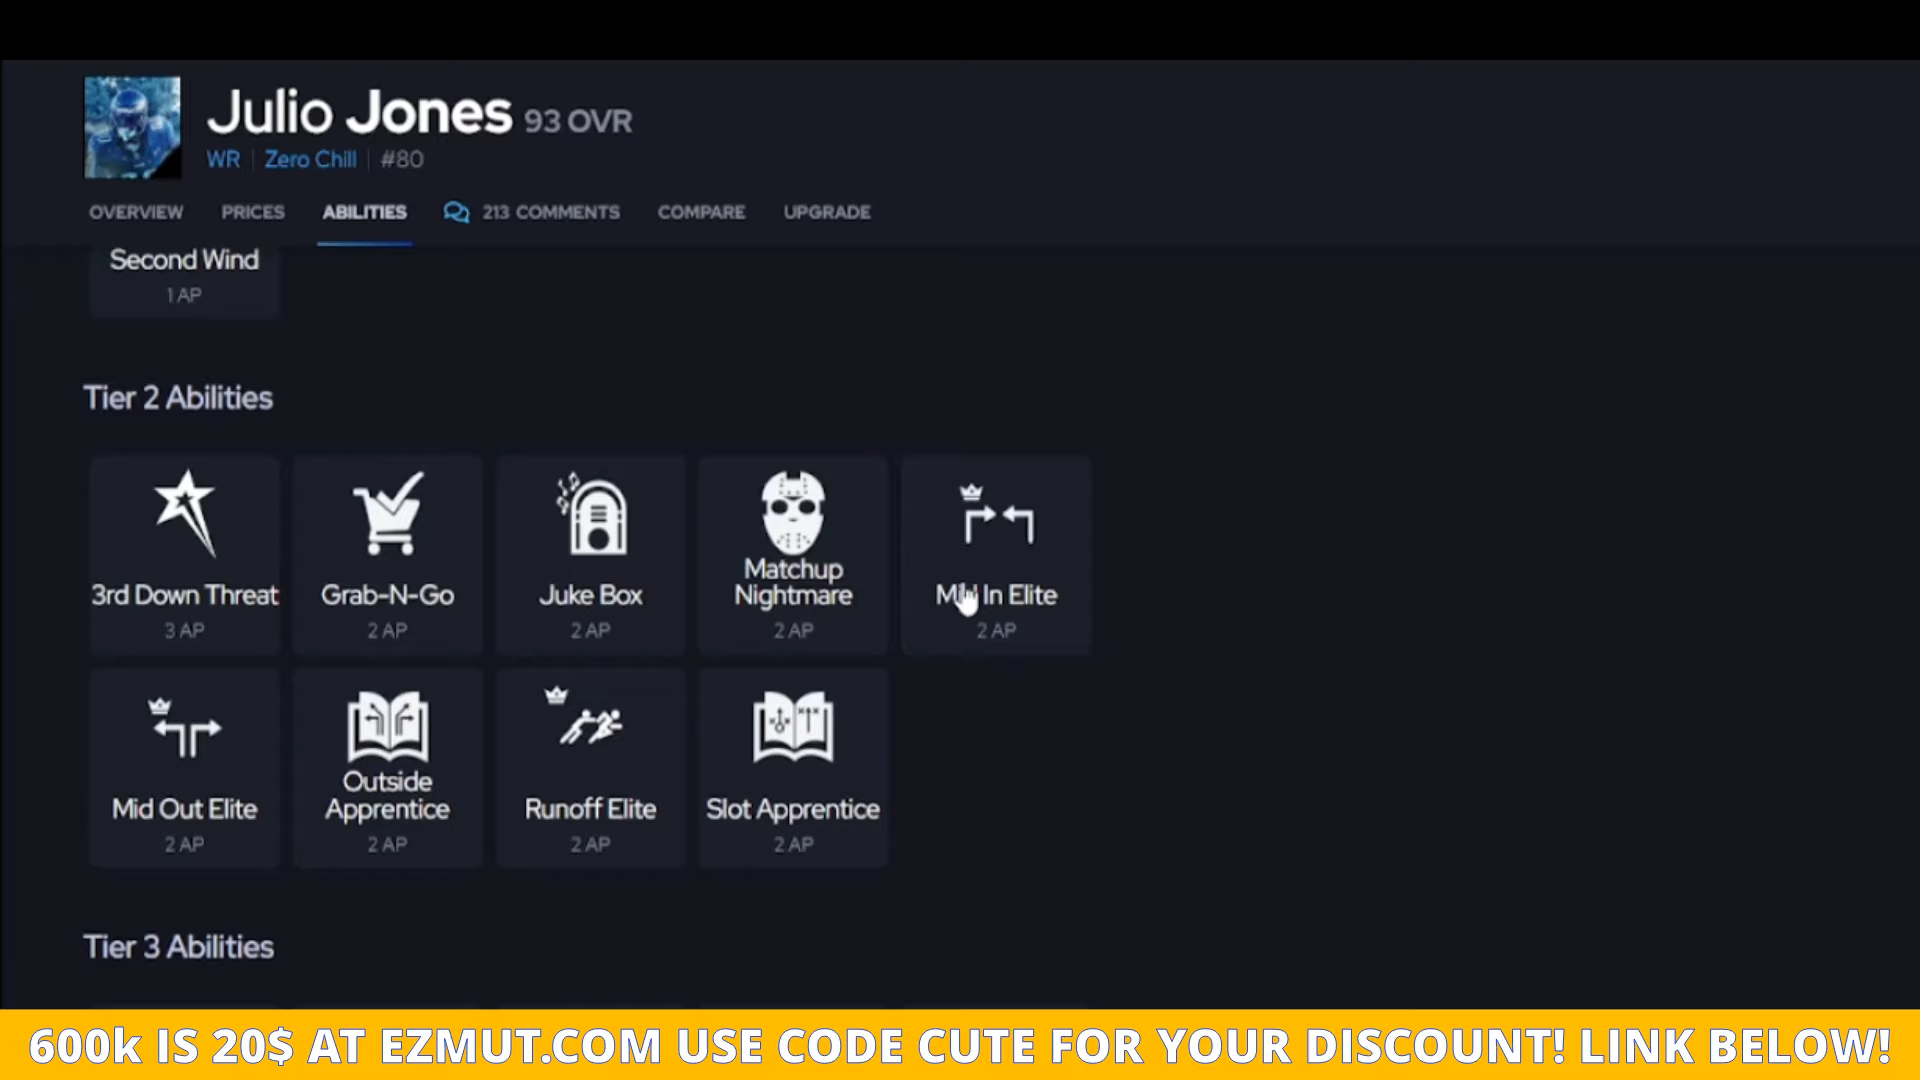 Julio Jones 93 OVR
WR | Zero Chill | #80
OVERVIEW PRICES ABILITIES 213 COMMENTS COMPARE UPGRADE
Second Wind
1 AP
Tier 2 Abilities
3rd Down Threat
3 AP
Grab-N-Go
2 AP
Juke Box
2 AP
Matchup
Nightmare
2 AP
Mid In Elite
2 AP
Mid Out Elite
2 AP
Outside
Apprentice
2 AP
Runoff Elite
2 AP
Slot Apprentice
2 AP
Tier 3 Abilities
600k IS 20$ AT EZMUT.COM USE CODE CUTE FOR YOUR DISCOUNT! LINK BELOW!